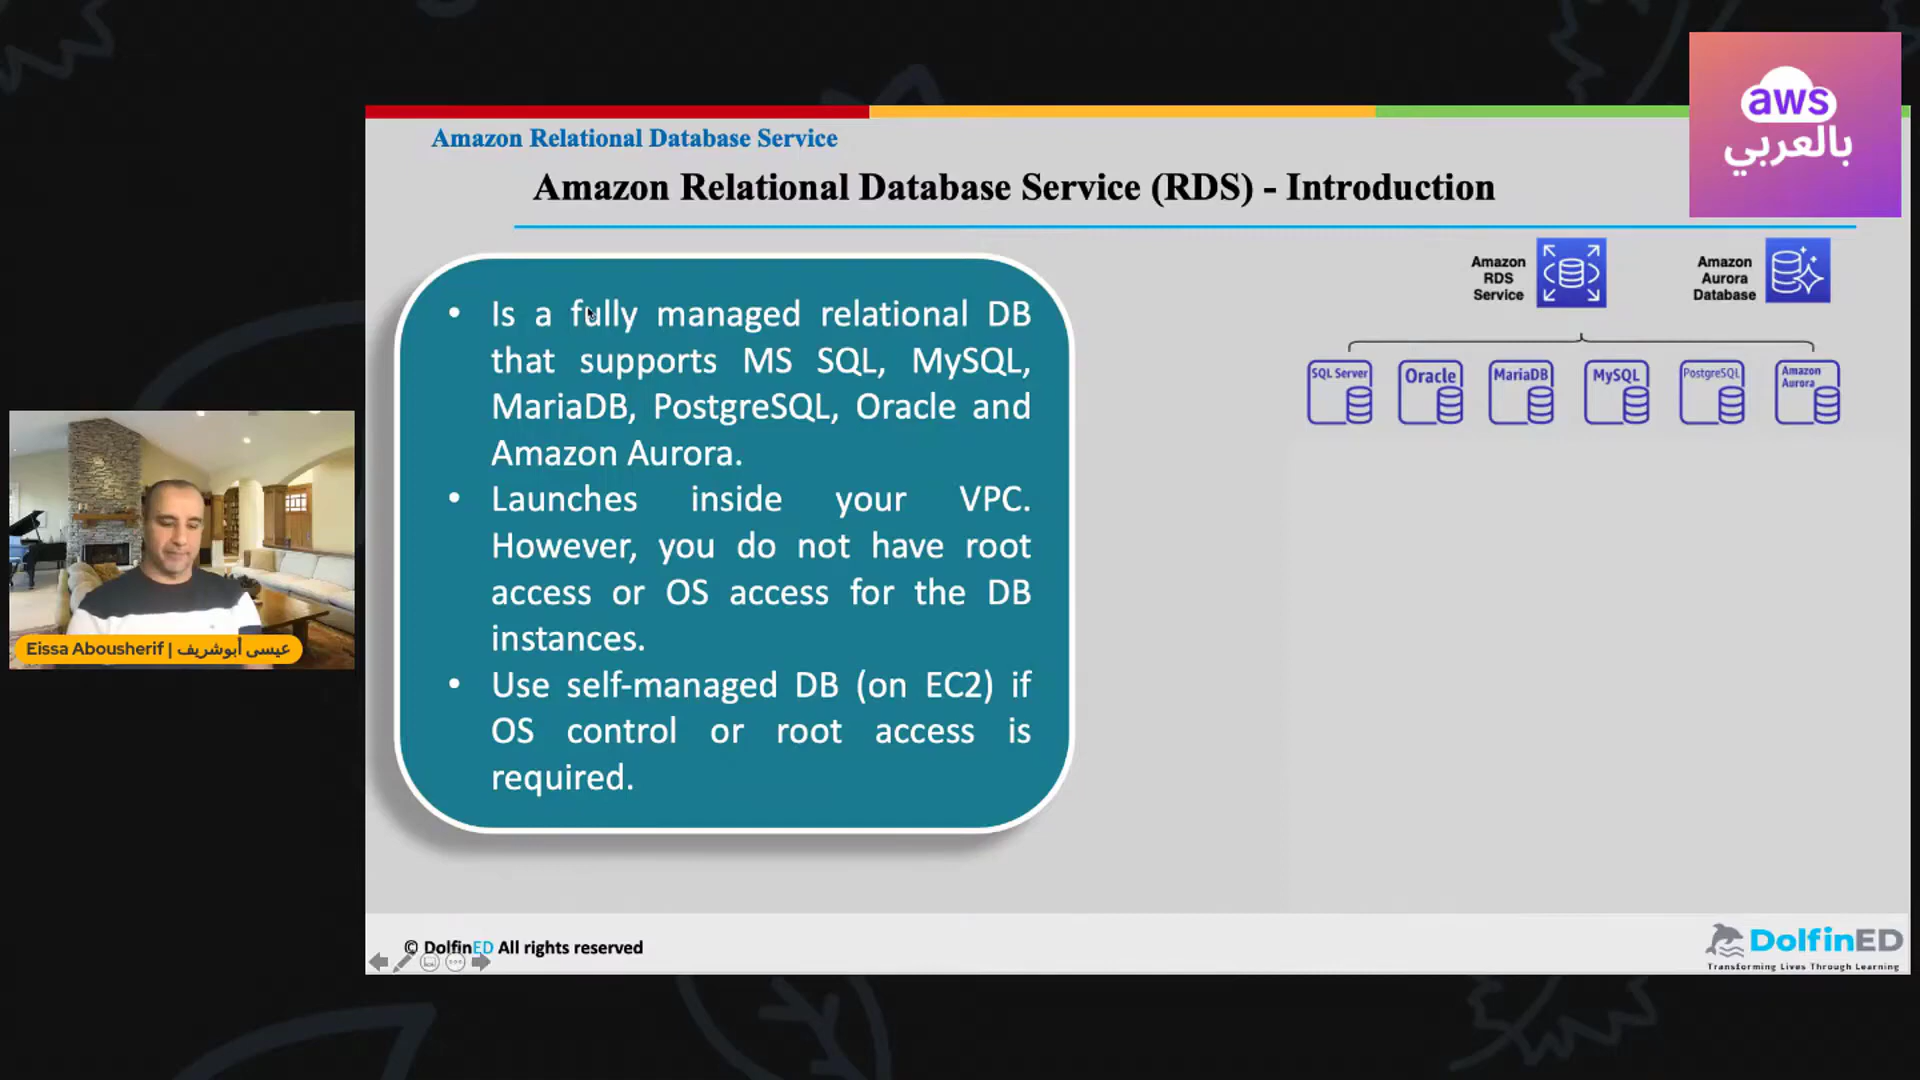 aws
بالعربي
Amazon Relational Database Service
Amazon Relational Database Service (RDS) - Introduction
Amazon
RDS
Service
Amazon
Aurora
Database
SQL Server
Oracle
MariaDB
MySQL
PostgreSQL
Amazon
Aurora
• Is a fully managed relational DB
that supports MS SQL, MySQL,
MariaDB, PostgreSQL, Oracle and
Amazon Aurora.
• Launches inside your VPC.
However, you do not have root
access or OS access for the DB
instances.
• Use self-managed DB (on EC2) if
OS control or root access is
required.
Eissa Abousherif | عيسى أبوشريف
© DolfinED All rights reserved
DolfinED
Transforming Lives Through Learning